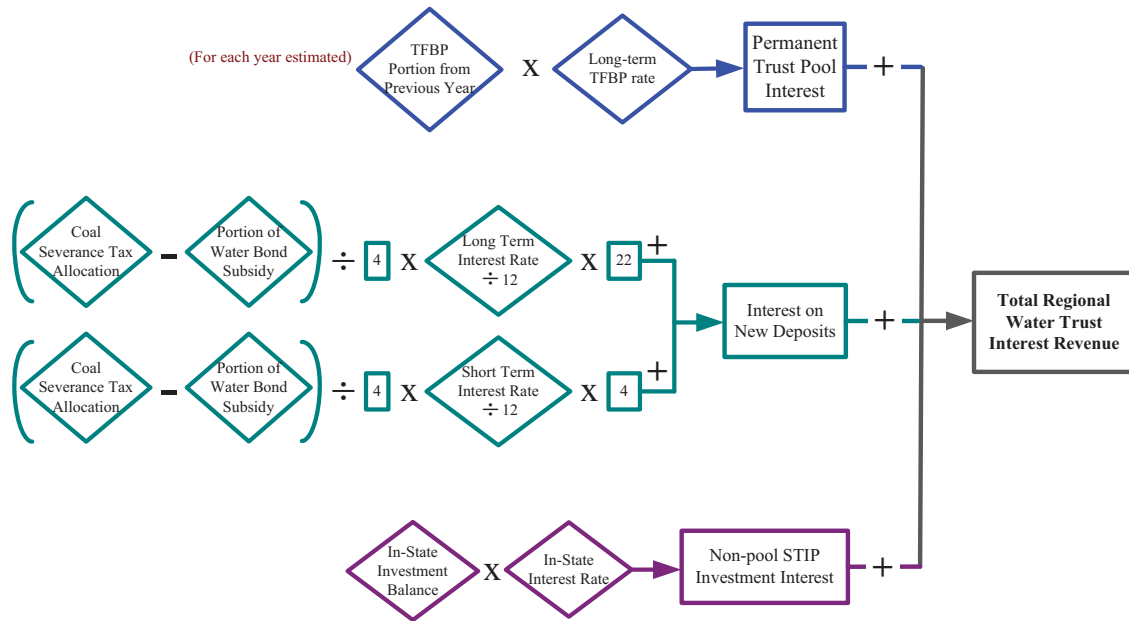 (For each year estimated)
TFBP
Portion from
Previous Year
X
Long-term
TFBP rate
Permanent
Trust Pool
Interest
+
(
Coal
Severance Tax
Allocation
-
Portion of
Water Bond
Subsidy
)
÷
4
X
Long Term
Interest Rate
÷ 12
X
22
+
(
Coal
Severance Tax
Allocation
-
Portion of
Water Bond
Subsidy
)
÷
4
X
Short Term
Interest Rate
÷ 12
X
4
+
Interest on
New Deposits
+
Total Regional
Water Trust
Interest Revenue
In-State
Investment
Balance
X
In-State
Interest Rate
Non-pool STIP
Investment Interest
+